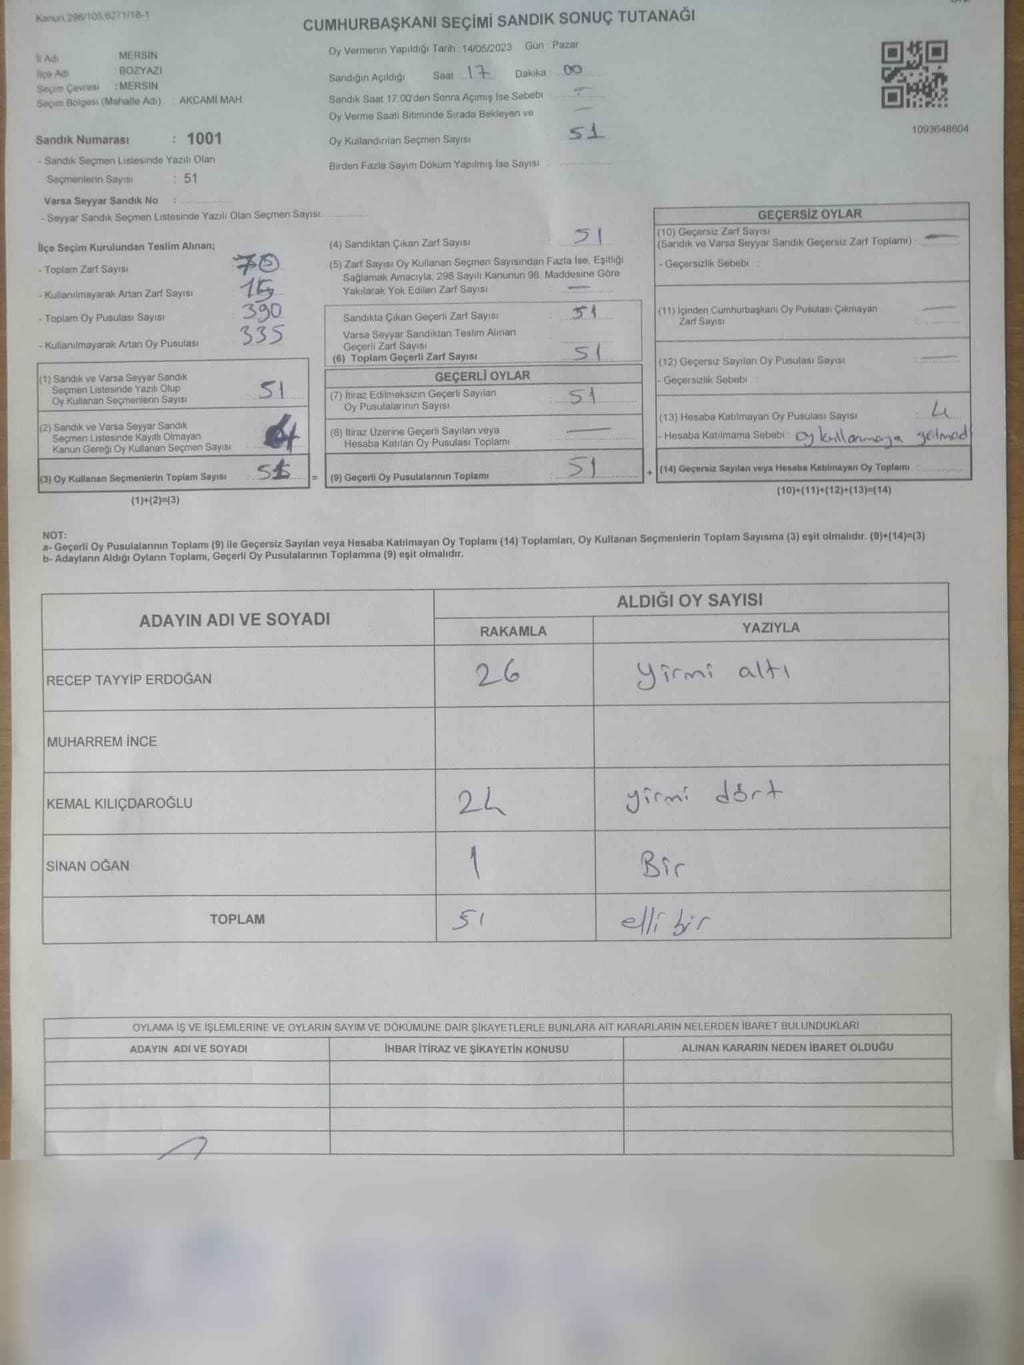 Kanun 298/105,6271/18-1
CUMHURBAŞKANI SEÇİMİ SANDIK SONUÇ TUTANAĞI
İl Adı : MERSİN
İlçe Adı : BOZYAZI
Seçim Çevresi : MERSİN
Seçim Bölgesi (Mahalle Adı) : AKCAMİ MAH.
Sandık Numarası : 1001
- Sandık Seçmen Listesinde Yazılı Olan
Seçmenlerin Sayısı : 51
Varsa Seyyar Sandık No :
- Seyyar Sandık Seçmen Listesinde Yazılı Olan Seçmen Sayısı
Oy Vermenin Yapıldığı Tarih : 14/05/2023 Gün : Pazar
Sandığın Açıldığı Saat 17 Dakika : 00
Sandık Saat 17:00'den Sonra Açımış İse Sebebi : -
Oy Verme Saati Bitiminde Sırada Bekleyen ve —
Oy Kullandırılan Seçmen Sayısı 51
Birden Fazla Sayım Döküm Yapılmış İse Sayısı :
1093648804
İlçe Seçim Kurulundan Teslim Alınan;
- Toplam Zarf Sayısı 70
- Kullanılmayarak Artan Zarf Sayısı 15
- Toplam Oy Pusulası Sayısı 390
- Kullanılmayarak Artan Oy Pusulası 335
(1) Sandık ve Varsa Seyyar Sandık
Seçmen Listesinde Yazılı Olup
Oy Kullanan Seçmenlerin Sayısı 51
(2) Sandık ve Varsa Seyyar Sandık
Seçmen Listesinde Kayıtlı Olmayan
Kanun Gereği Oy Kullanan Seçmen Sayısı
(3) Oy Kullanan Seçmenlerin Toplam Sayısı
(1)+(2)=(3)
(4) Sandıktan Çıkan Zarf Sayısı 51
(5) Zarf Sayısı Oy Kullanan Seçmen Sayısından Fazla İse, Eşitliği
Sağlamak Amacıyla; 298 Sayılı Kanunun 98. Maddesine Göre
Yakılarak Yok Edilen Zarf Sayısı —
Sandıkta Çıkan Geçerli Zarf Sayısı 51
Varsa Seyyar Sandıktan Teslim Alınan
Geçerli Zarf Sayısı
(6) Toplam Geçerli Zarf Sayısı 51
=
GEÇERLİ OYLAR
(7) İtiraz Edilmeksizin Geçerli Sayılan
Oy Pusulalarının Sayısı 51
(8) İtiraz Üzerine Geçerli Sayılan veya
Hesaba Katılan Oy Pusulası Toplamı —
(9) Geçerli Oy Pusulalarının Toplamı 51
+
GEÇERSİZ OYLAR
(10) Geçersiz Zarf Sayısı
(Sandık ve Varsa Seyyar Sandık Geçersiz Zarf Toplamı) : —
- Geçersizlik Sebebi :
(11) İçinden Cumhurbaşkanı Oy Pusulası Çıkmayan —
Zarf Sayısı
(12) Geçersiz Sayılan Oy Pusulası Sayısı —
- Geçersizlik Sebebi
(13) Hesaba Katılmayan Oy Pusulası Sayısı 4
- Hesaba Katılmama Sebebi : oy kullanmaya gelmedi
(14) Geçersiz Sayılan veya Hesaba Katılmayan Oy Toplamı :
(10)+(11)+(12)+(13)=(14)
NOT:
a- Geçerli Oy Pusulalarının Toplamı (9) ile Geçersiz Sayılan veya Hesaba Katılmayan Oy Toplamı (14) Toplamları, Oy Kullanan Seçmenlerin Toplam Sayısına (3) eşit olmalıdır. (9)+(14)=(3)
b- Adayların Aldığı Oyların Toplamı, Geçerli Oy Pusulalarının Toplamına (9) eşit olmalıdır.
ADAYIN ADI VE SOYADI
ALDIĞI OY SAYISI
RAKAMLA YAZIYLA
RECEP TAYYİP ERDOĞAN 26 yirmi altı
MUHARREM İNCE
KEMAL KILIÇDAROĞLU 24 yirmi dört
SİNAN OĞAN 1 Bir
TOPLAM 51 elli bir
OYLAMA İŞ VE İŞLEMLERİNE VE OYLARIN SAYIM VE DÖKÜMÜNE DAİR ŞİKAYETLERLE BUNLARA AİT KARARLARIN NELERDEN İBARET BULUNDUKLARI
ADAYIN ADI VE SOYADI İHBAR İTİRAZ VE ŞİKAYETİN KONUSU ALINAN KARARIN NEDEN İBARET OLDUĞU